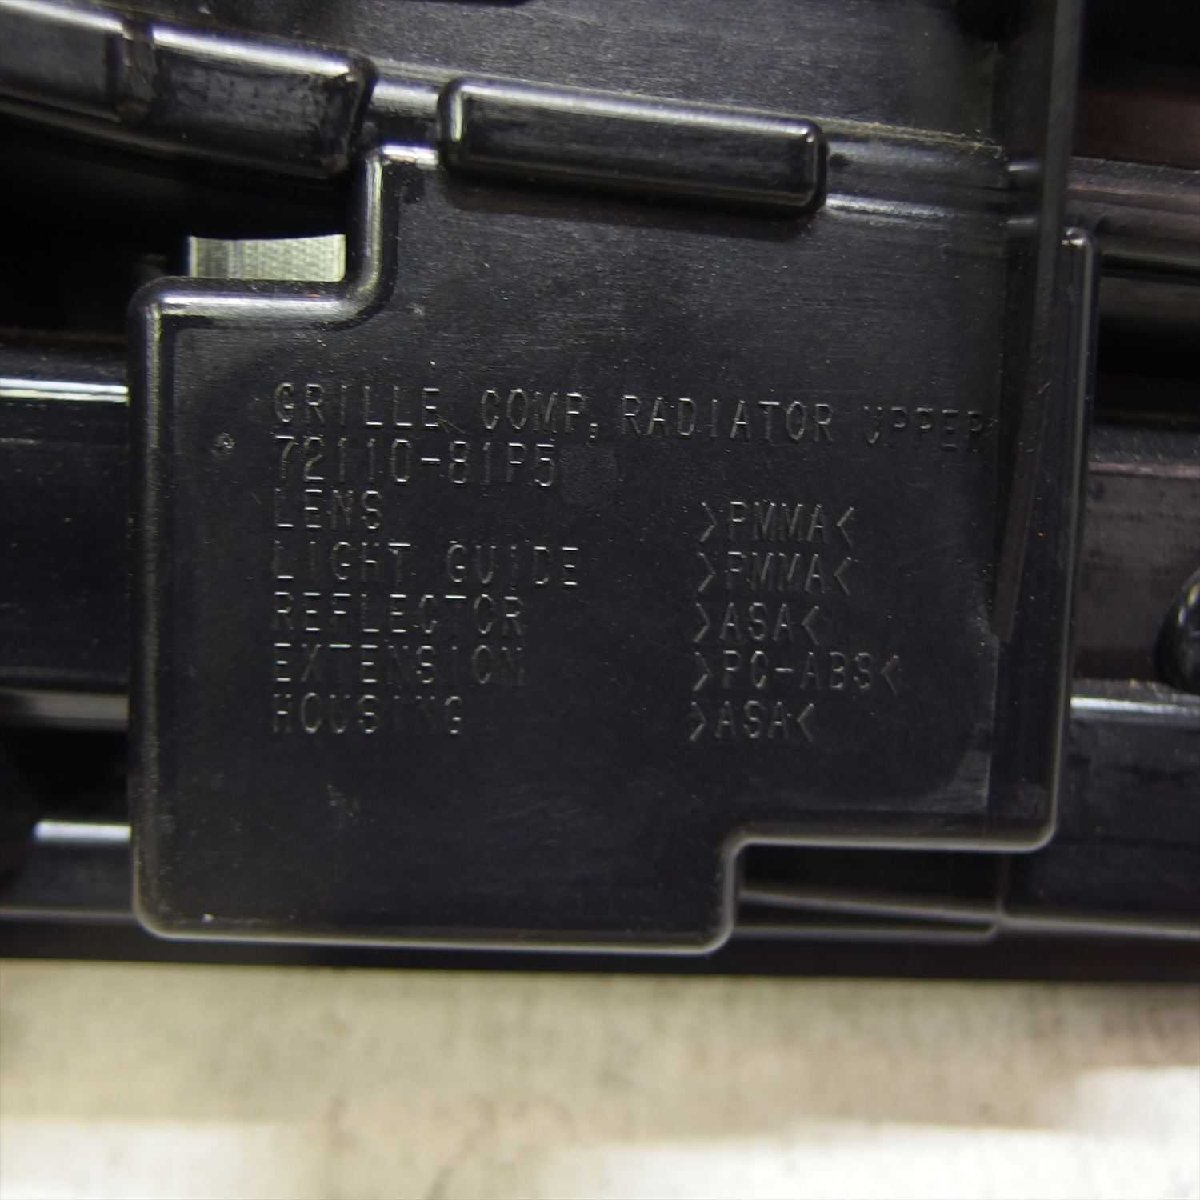 GRILLE COMP, RADIATOR UPPER
72110-81P5
LENS >PMMA<
LIGHT GUIDE >PMMA<
REFLECTOR >ASA<
EXTENSION >PC-ABS<
HOUSING >ASA<